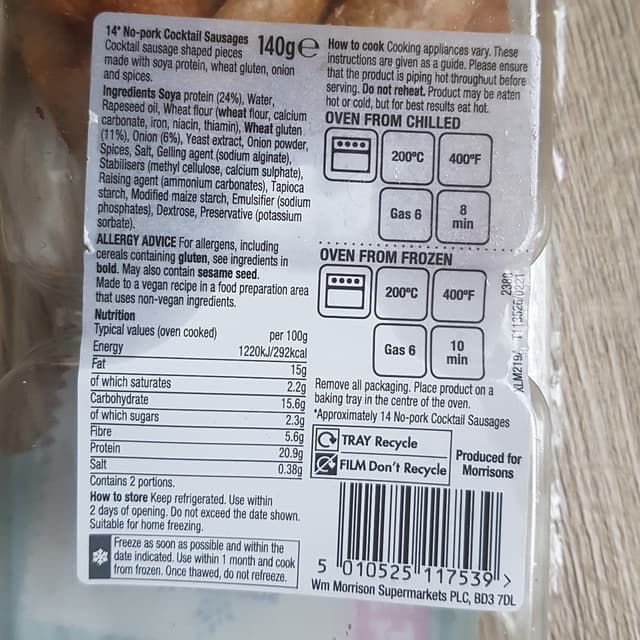 14* No-pork Cocktail Sausages
Cocktail sausage shaped pieces
made with soya protein, wheat gluten, onion
and spices.
140g e
Ingredients Soya protein (24%), Water,
Rapeseed oil, Wheat flour (wheat flour, calcium
carbonate, iron, niacin, thiamin), Wheat gluten
(11%), Onion (6%), Yeast extract, Onion powder,
Spices, Salt, Gelling agent (sodium alginate),
Stabilisers (methyl cellulose, calcium sulphate),
Raising agent (ammonium carbonates), Tapioca
starch, Modified maize starch, Emulsifier (sodium
phosphates), Dextrose, Preservative (potassium
sorbate).
ALLERGY ADVICE For allergens, including
cereals containing gluten, see ingredients in
bold. May also contain sesame seed.
Made to a vegan recipe in a food preparation area
that uses non-vegan ingredients.
Nutrition
Typical values (oven cooked) per 100g
Energy 1220kJ/292kcal
Fat 15g
of which saturates 2.2g
Carbohydrate 15.6g
of which sugars 2.3g
Fibre 5.6g
Protein 20.9g
Salt 0.38g
Contains 2 portions.
How to store Keep refrigerated. Use within
2 days of opening. Do not exceed the date shown.
Suitable for home freezing.
Freeze as soon as possible and within the
date indicated. Use within 1 month and cook
from frozen. Once thawed, do not refreeze.
How to cook Cooking appliances vary. These
instructions are given as a guide. Please ensure
that the product is piping hot throughout before
serving. Do not reheat. Product may be eaten
hot or cold, but for best results eat hot.
OVEN FROM CHILLED
200°C 400°F
Gas 6 8 min
OVEN FROM FROZEN
200°C 400°F
Gas 6 10 min
Remove all packaging. Place product on a
baking tray in the centre of the oven.
*Approximately 14 No-pork Cocktail Sausages
TRAY Recycle
FILM Don't Recycle
Produced for
Morrisons
5 010525 117539 >
Wm Morrison Supermarkets PLC, BD3 7DL